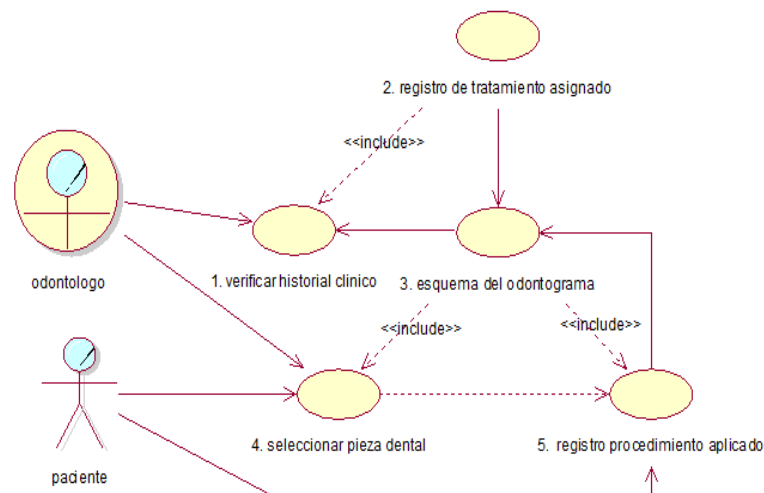 2. registro de tratamiento asignado
<<include>>
odontologo
1. verificar historial clinico
3. esquema del odontograma
<<include>>
<<include>>
4. seleccionar pieza dental
5. registro procedimiento aplicado
paciente